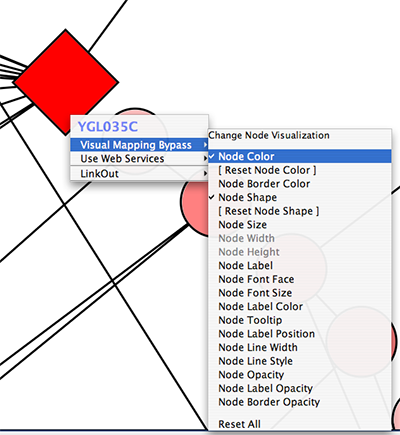 YGL035C
Visual Mapping Bypass
Use Web Services
LinkOut
Change Node Visualization
Node Color
[ Reset Node Color ]
Node Border Color
Node Shape
[ Reset Node Shape ]
Node Size
Node Width
Node Height
Node Label
Node Font Face
Node Font Size
Node Label Color
Node Tooltip
Node Label Position
Node Line Width
Node Line Style
Node Opacity
Node Label Opacity
Node Border Opacity
Reset All